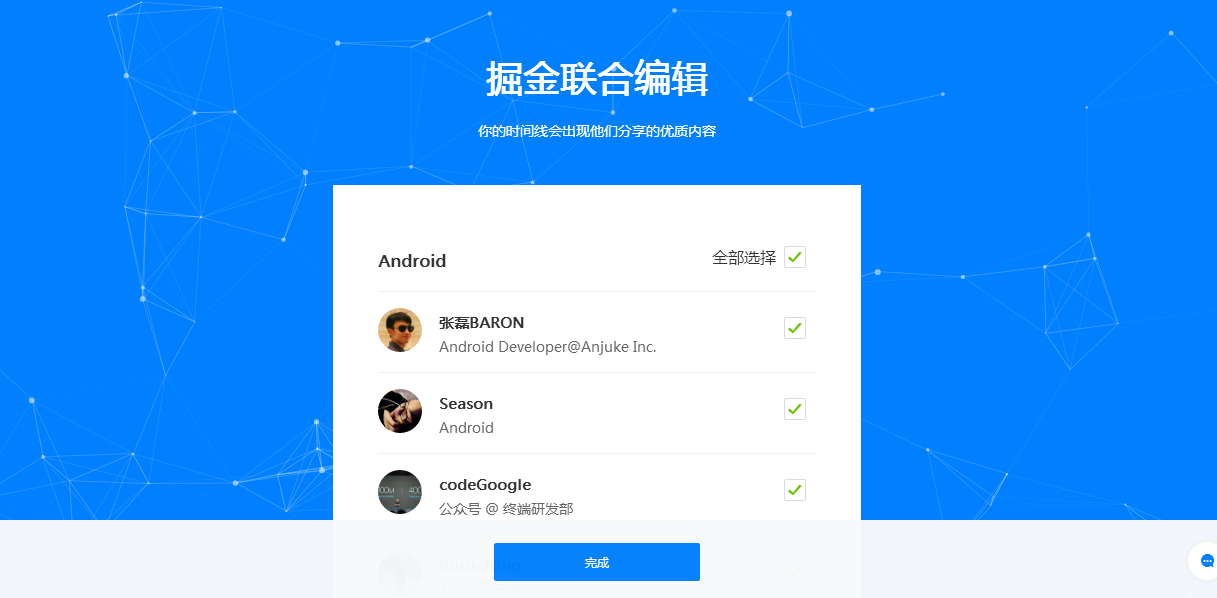 掘金联合编辑
你的时间线会出现他们分享的优质内容
Android
全部选择
张磊BARON
Android Developer@Anjuke Inc.
Season
Android
codeGoogle
公众号 @ 终端研发部
完成